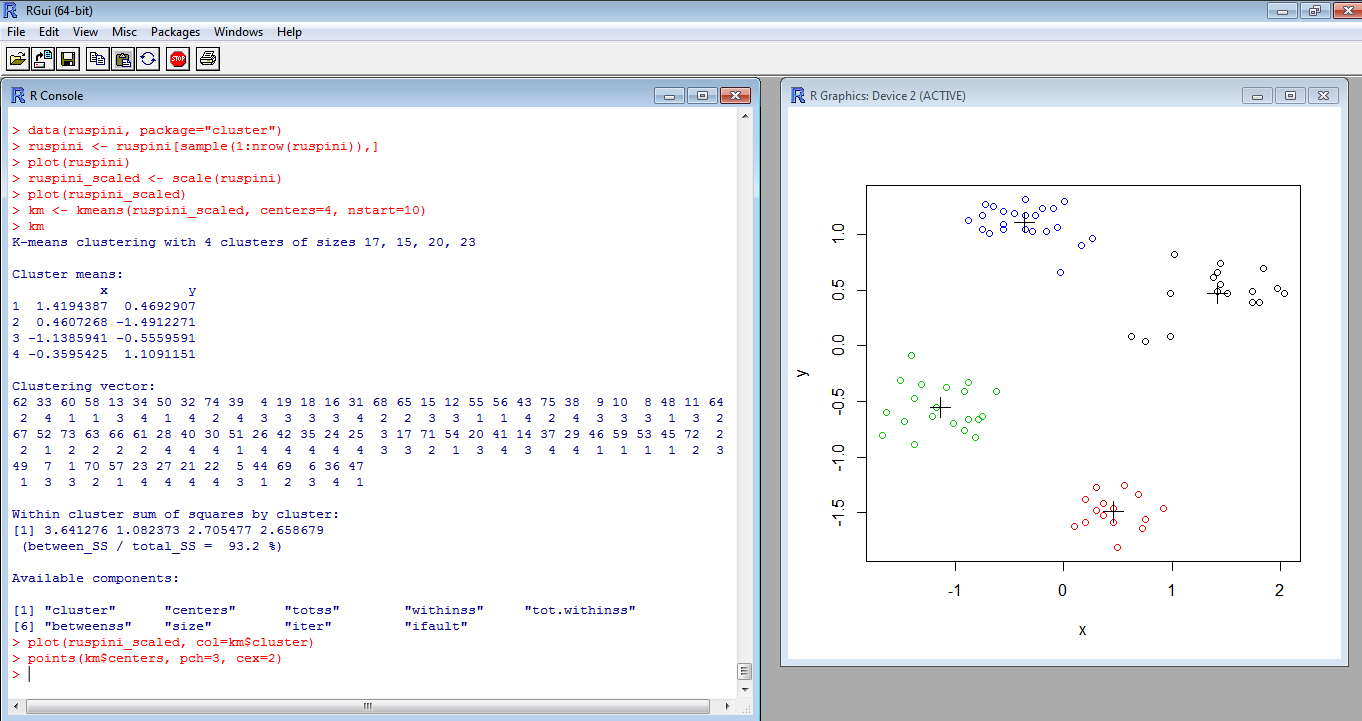 RGui (64-bit)
File Edit View Misc Packages Windows Help
STOP
R Console
> data(ruspini, package="cluster")
> ruspini <- ruspini[sample(1:nrow(ruspini)),]
> plot(ruspini)
> ruspini_scaled <- scale(ruspini)
> plot(ruspini_scaled)
> km <- kmeans(ruspini_scaled, centers=4, nstart=10)
> km
K-means clustering with 4 clusters of sizes 17, 15, 20, 23
Cluster means:
x y
1 1.4194387 0.4692907
2 0.4607268 -1.4912271
3 -1.1385941 -0.5559591
4 -0.3595425 1.1091151
Clustering vector:
62 33 60 58 13 34 50 32 74 39 4 19 18 16 31 68 65 15 12 55 56 43 75 38 9 10 8 48 11 64
2 4 1 1 3 4 1 4 2 4 3 3 3 3 4 2 2 3 3 1 1 4 2 4 3 3 3 1 3 2
67 52 73 63 66 61 28 40 30 51 26 42 35 24 25 3 17 71 54 20 41 14 37 29 46 59 53 45 72 2
2 1 2 2 2 2 4 4 4 1 4 4 4 4 4 3 3 2 1 3 4 3 4 4 1 1 1 1 2 3
49 7 1 70 57 23 27 21 22 5 44 69 6 36 47
1 3 3 2 1 4 4 4 4 3 1 2 3 4 1
Within cluster sum of squares by cluster:
[1] 3.641276 1.082373 2.705477 2.658679
(between_SS / total_SS = 93.2 %)
Available components:
[1] "cluster" "centers" "totss" "withinss" "tot.withinss"
[6] "betweenss" "size" "iter" "ifault"
> plot(ruspini_scaled, col=km$cluster)
> points(km$centers, pch=3, cex=2)
>
R Graphics: Device 2 (ACTIVE)
1.0
0.5
0.0
-0.5
-1.0
-1.5
y
-1 0 1 2
x